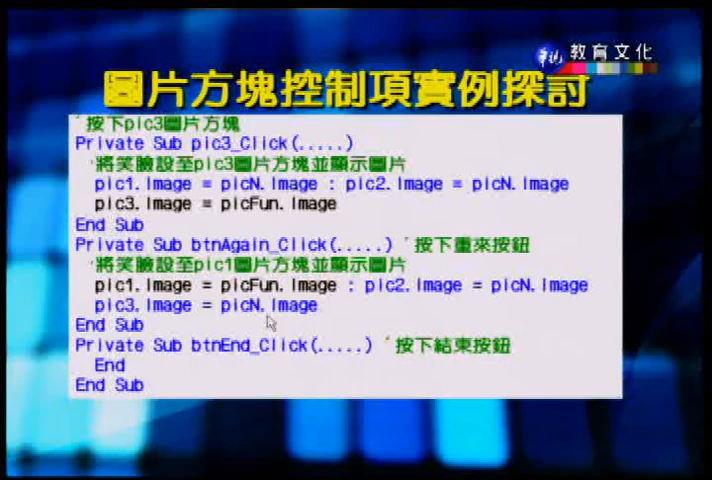 華視 教育文化
圖片方塊控制項實例探討
'按下pic3圖片方塊
Private Sub pic3_Click(.....)
'將笑臉設至pic3圖片方塊並顯示圖片
pic1.Image = picN.Image : pic2.Image = picN.Image
pic3.Image = picFun.Image
End Sub
Private Sub btnAgain_Click(.....) '按下重來按鈕
'將笑臉設至pic1圖片方塊並顯示圖片
pic1.Image = picFun.Image : pic2.Image = picN.Image
pic3.Image = picN.Image
End Sub
Private Sub btnEnd_Click(.....) '按下結束按鈕
End
End Sub